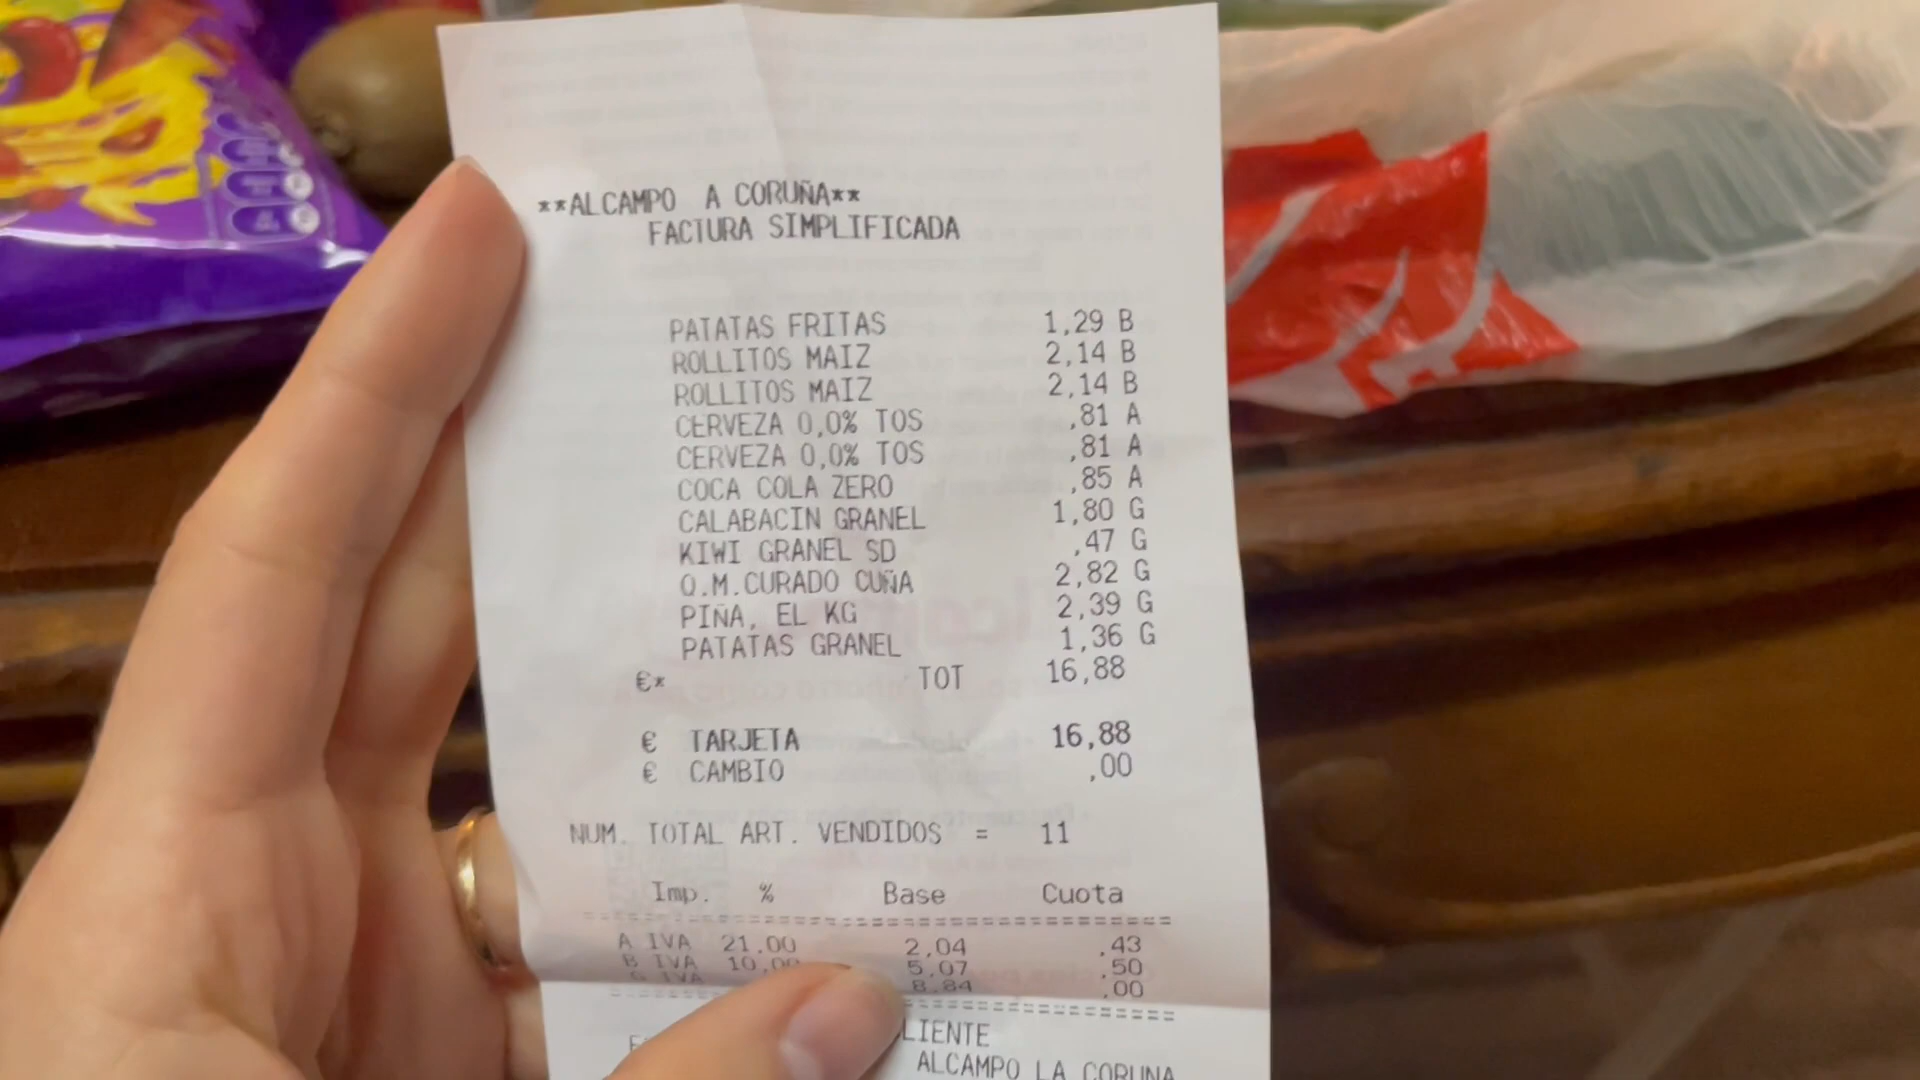 **ALCAMPO A CORUÑA**
FACTURA SIMPLIFICADA
PATATAS FRITAS 1,29 B
ROLLITOS MAIZ 2,14 B
ROLLITOS MAIZ 2,14 B
CERVEZA 0,0% TOS ,81 A
CERVEZA 0,0% TOS ,81 A
COCA COLA ZERO ,85 A
CALABACIN GRANEL 1,80 G
KIWI GRANEL SD ,47 G
Q.M.CURADO CUÑA 2,82 G
PIÑA, EL KG 2,39 G
PATATAS GRANEL 1,36 G
€* TOT 16,88
€ TARJETA 16,88
€ CAMBIO ,00
NUM. TOTAL ART. VENDIDOS = 11
Imp. % Base Cuota
A IVA 21,00 2,04 ,43
B IVA 10,00 5,07 ,50
G IVA 8,84 ,00
LIENTE
ALCAMPO LA CORUNA